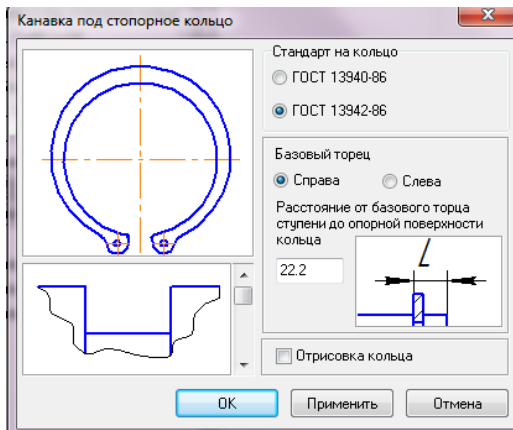 Канавка под стопорное кольцо
Стандарт на кольцо
ГОСТ 13940-86
ГОСТ 13942-86
Базовый торец
Справа
Слева
Расстояние от базового торца
ступени до опорной поверхности
кольца
22.2
L
Отрисовка кольца
OK
Применить
Отмена